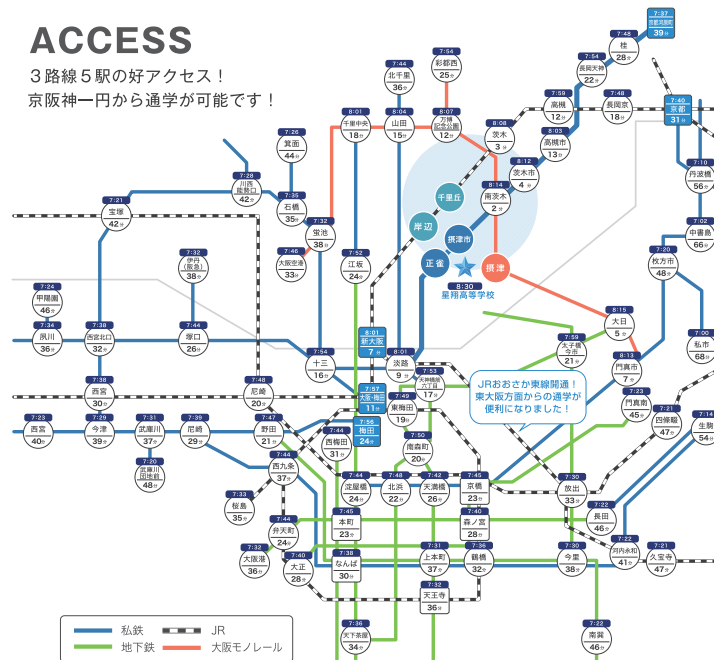 ACCESS
3路線5駅の好アクセス！
京阪神一円から通学が可能です！
7:37
京都河原町
39分
7:48
桂
28分
7:54
長岡天神
22分
7:54
彩都西
25分
7:44
北千里
36分
7:59
高槻
12分
7:48
長岡京
18分
7:40
京都
31分
8:01
千里中央
18分
8:04
山田
15分
8:07
万博
記念公園
12分
8:08
茨木
3分
8:03
高槻市
13分
7:26
箕面
44分
8:12
茨木市
4分
7:10
丹波橋
56分
7:28
川西
能勢口
42分
7:35
石橋
35分
8:14
南茨木
2分
千里丘
7:21
宝塚
42分
7:32
蛍池
38分
岸辺
摂津市
7:02
中書島
66分
7:32
伊丹
(阪急)
38分
7:46
大阪空港
33分
7:52
江坂
24分
正雀
摂津
8:30
星翔高等学校
7:20
枚方市
48分
7:24
甲陽園
46分
8:15
大日
5分
7:34
夙川
36分
7:38
西宮北口
32分
7:44
塚口
26分
8:01
新大阪
7分
7:59
太子橋
今市
21分
7:00
私市
68分
7:54
十三
16分
8:01
淡路
9分
8:13
門真市
7分
7:53
天神橋筋
六丁目
17分
JRおおさか東線開通！
東大阪方面からの通学が
便利になりました！
7:38
西宮
30分
7:48
尼崎
20分
7:57
大阪・梅田
11分
7:49
東梅田
19分
7:23
門真南
45分
7:21
四條畷
47分
7:14
生駒
54分
7:23
西宮
40分
7:29
今津
39分
7:31
武庫川
37分
7:39
尼崎
29分
7:47
野田
21分
7:44
西梅田
31分
7:56
梅田
24分
7:50
南森町
20分
7:20
武庫川
団地前
48分
7:44
西九条
37分
7:44
淀屋橋
24分
7:48
北浜
22分
7:42
天満橋
26分
7:45
京橋
23分
7:30
放出
33分
7:33
桜島
35分
7:44
弁天町
24分
7:45
本町
23分
7:40
森ノ宮
28分
7:22
長田
46分
7:32
大阪港
36分
7:40
大正
28分
7:38
なんば
30分
7:31
上本町
37分
7:36
鶴橋
32分
7:30
今里
38分
7:22
河内永和
41分
7:21
久宝寺
47分
7:32
天王寺
36分
7:36
天下茶屋
34分
7:22
南巽
46分
私鉄
JR
地下鉄
大阪モノレール